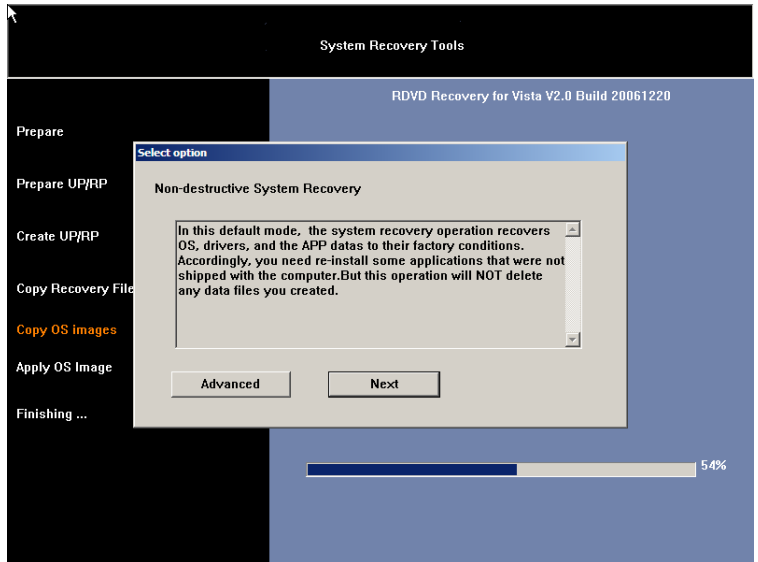 System Recovery Tools
RDVD Recovery for Vista V2.0 Build 20061220
Prepare
Prepare UP/RP
Create UP/RP
Copy Recovery File
Copy OS images
Apply OS Image
Finishing ...
Select option
Non-destructive System Recovery
In this default mode,  the system recovery operation recovers
OS, drivers, and the APP datas to their factory conditions.
Accordingly, you need re-install some applications that were not
shipped with the computer.But this operation will NOT delete
any data files you created.
Advanced
Next
54%